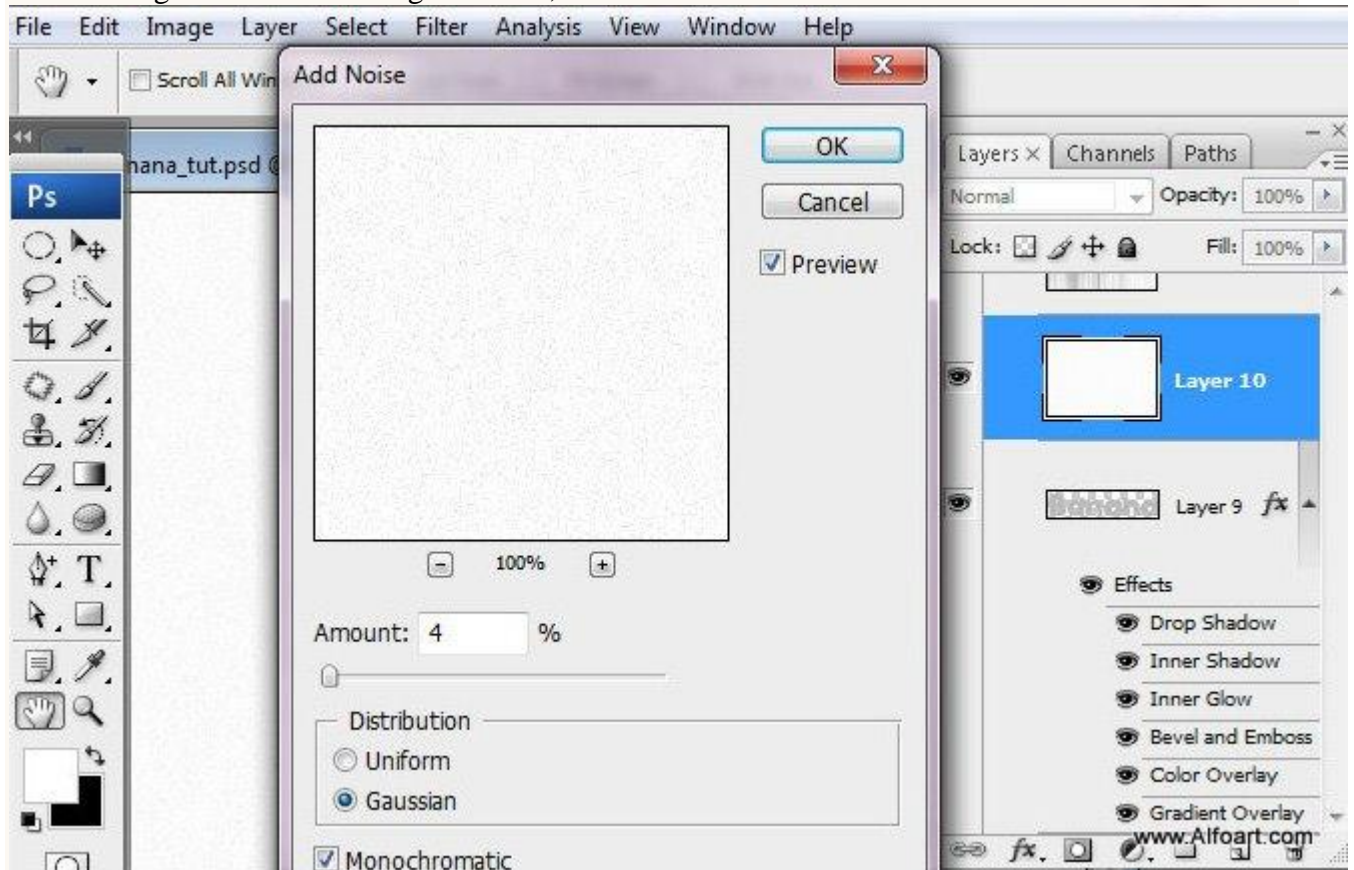 File Edit Image Layer Select Filter Analysis View Window Help
Scroll All Win
Add Noise
nana_tut.psd @
Ps
OK
Cancel
Preview
100%
Amount: 4 %
Distribution
Uniform
Gaussian
Monochromatic
Layers × Channels Paths
Normal Opacity: 100%
Lock: Fill: 100%
Layer 10
Banana Layer 9 fx
Effects
Drop Shadow
Inner Shadow
Inner Glow
Bevel and Emboss
Color Overlay
Gradient Overlay
www.Alfoart.com
fx.